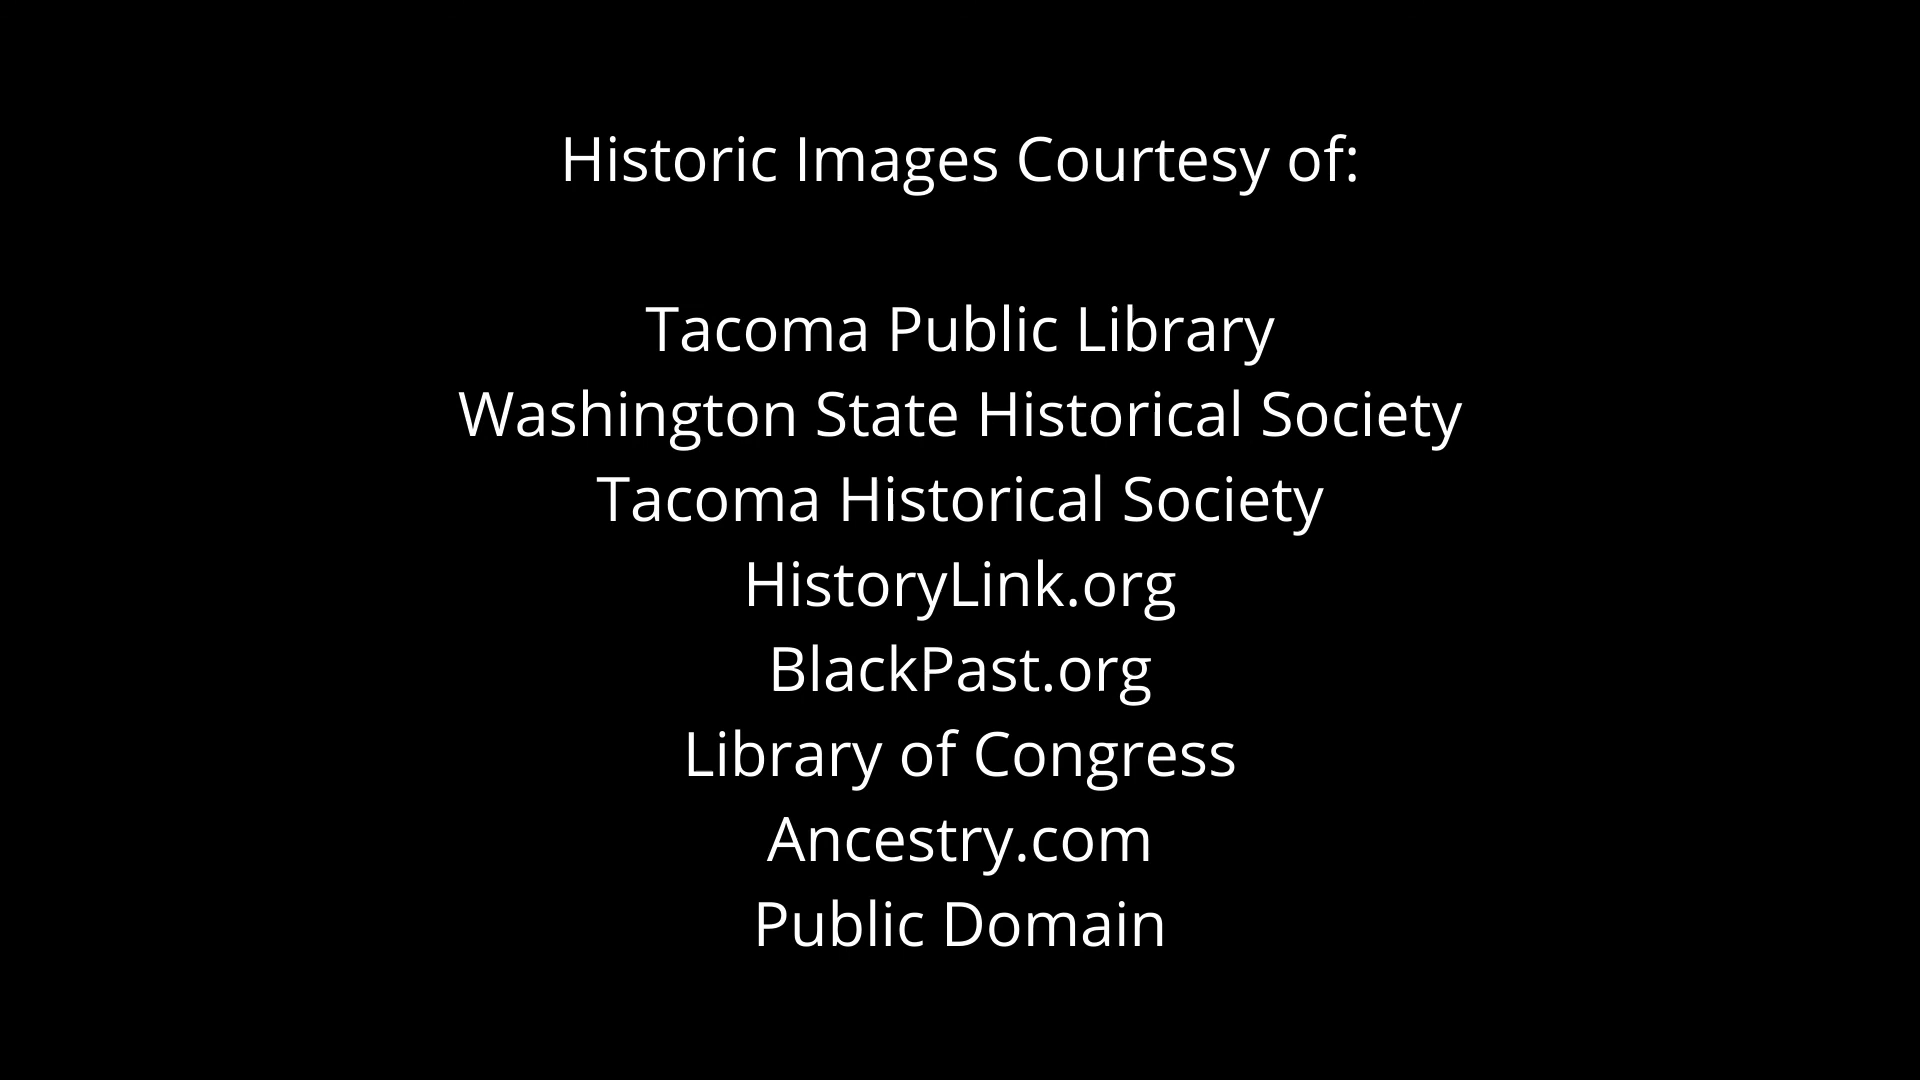 Historic Images Courtesy of:
Tacoma Public Library
Washington State Historical Society
Tacoma Historical Society
HistoryLink.org
BlackPast.org
Library of Congress
Ancestry.com
Public Domain